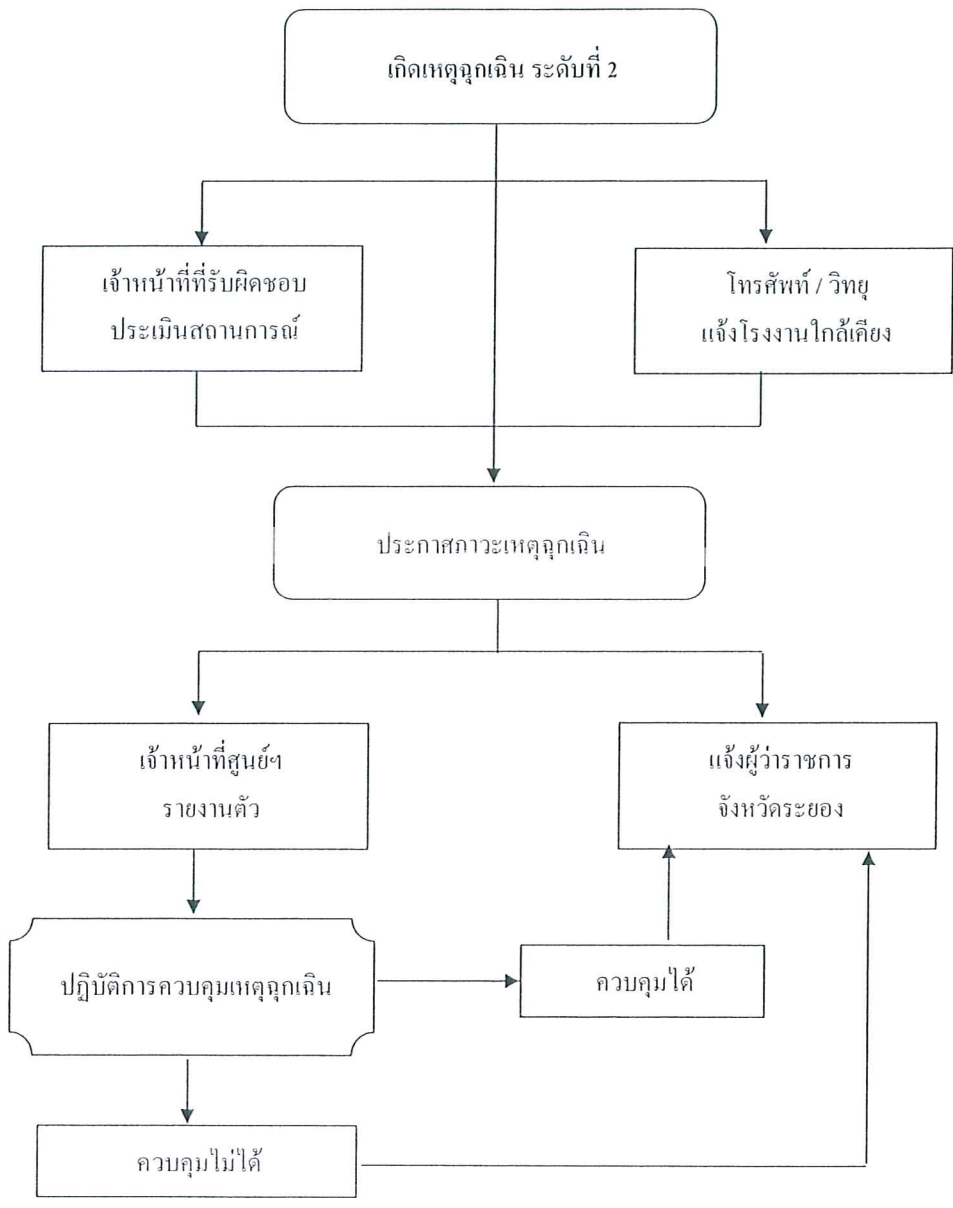 เกิดเหตุฉุกเฉิน ระดับที่ 2
เจ้าหน้าที่ที่รับผิดชอบ
ประเมินสถานการณ์
โทรศัพท์ / วิทยุ
แจ้งโรงงานใกล้เคียง
ประกาศภาวะเหตุฉุกเฉิน
เจ้าหน้าที่ศูนย์ฯ
รายงานตัว
แจ้งผู้ว่าราชการ
จังหวัดระยอง
ปฏิบัติการควบคุมเหตุฉุกเฉิน
ควบคุมได้
ควบคุมไม่ได้